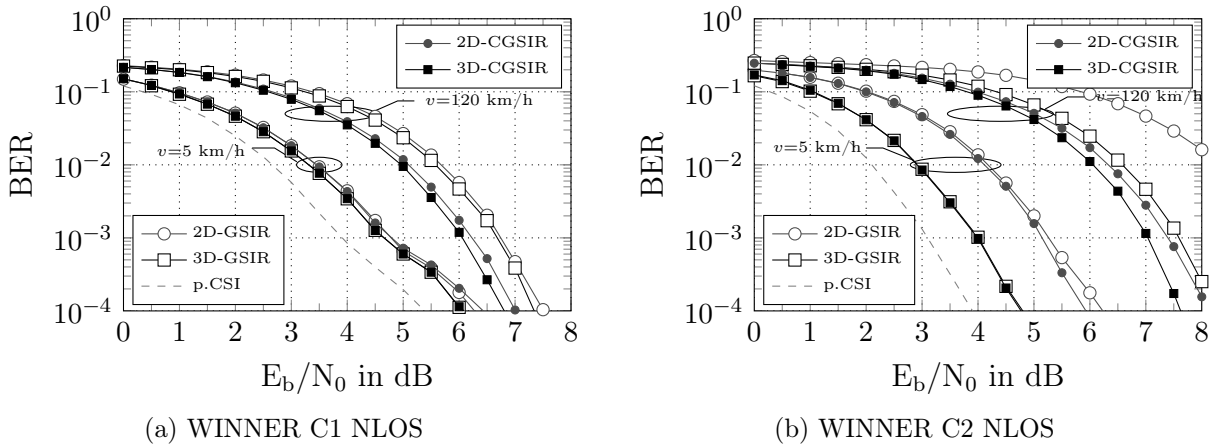 BER
10^0
10^-1
10^-2
10^-3
10^-4
2D-CGSIR
3D-CGSIR
v=120 km/h
v=5 km/h
2D-GSIR
3D-GSIR
p.CSI
0 1 2 3 4 5 6 7 8
E_b/N_0 in dB
(a) WINNER C1 NLOS
BER
10^0
10^-1
10^-2
10^-3
10^-4
2D-CGSIR
3D-CGSIR
v=120 km/h
v=5 km/h
2D-GSIR
3D-GSIR
p.CSI
0 1 2 3 4 5 6 7 8
E_b/N_0 in dB
(b) WINNER C2 NLOS